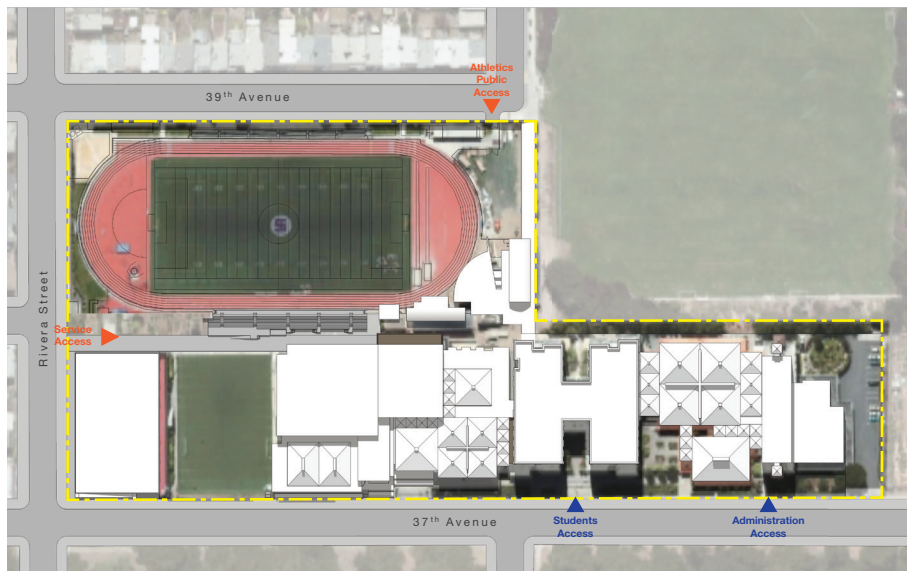 Athletics
Public
Access
39th Avenue
Rivera Street
Service
Access
37th Avenue
Students
Access
Administration
Access